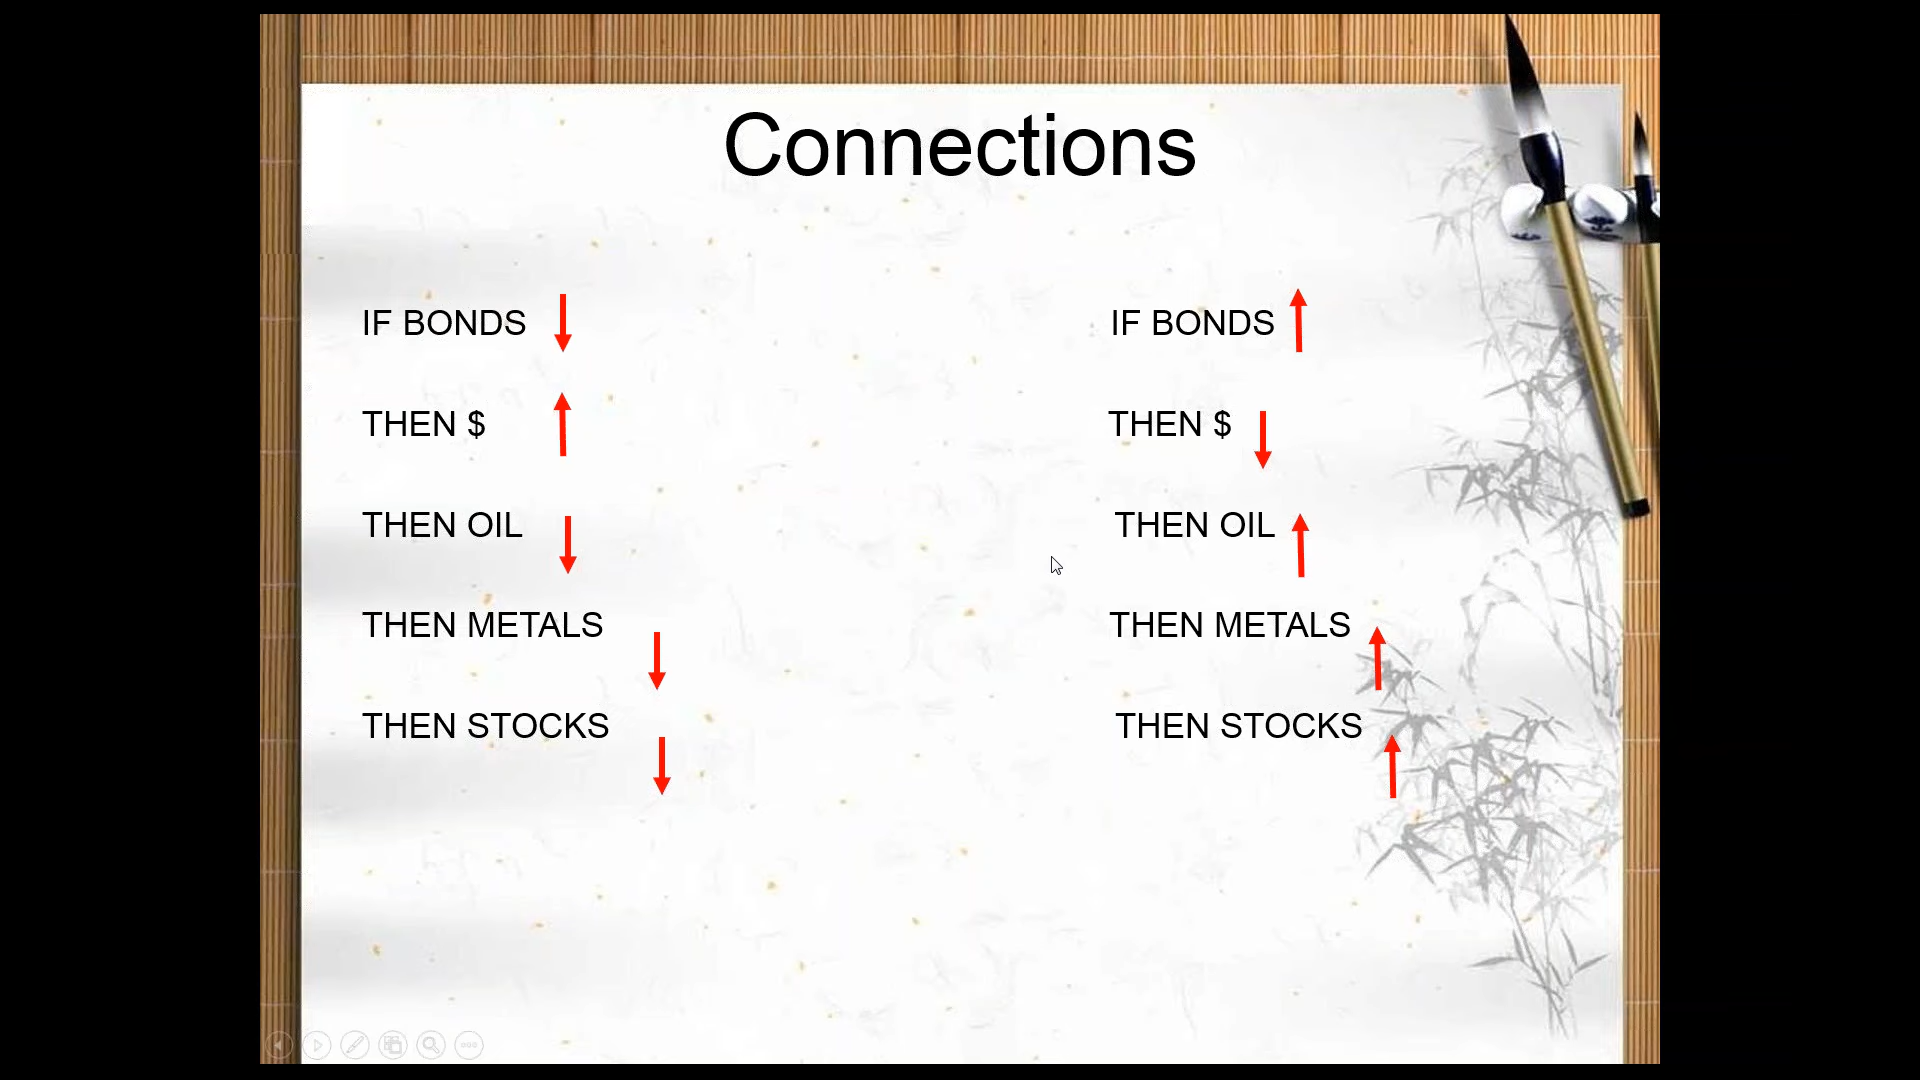 Connections
IF BONDS
THEN $
THEN OIL
THEN METALS
THEN STOCKS
IF BONDS
THEN $
THEN OIL
THEN METALS
THEN STOCKS